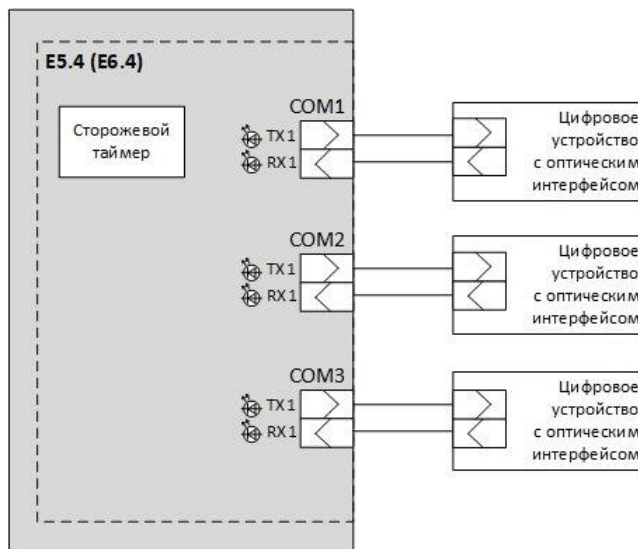 E5.4 (E6.4)
Сторожевой
таймер
COM1
TX1
RX1
Цифровое
устройство
с оптическим
интерфейсом
COM2
TX1
RX1
Цифровое
устройство
с оптическим
интерфейсом
COM3
TX1
RX1
Цифровое
устройство
с оптическим
интерфейсом